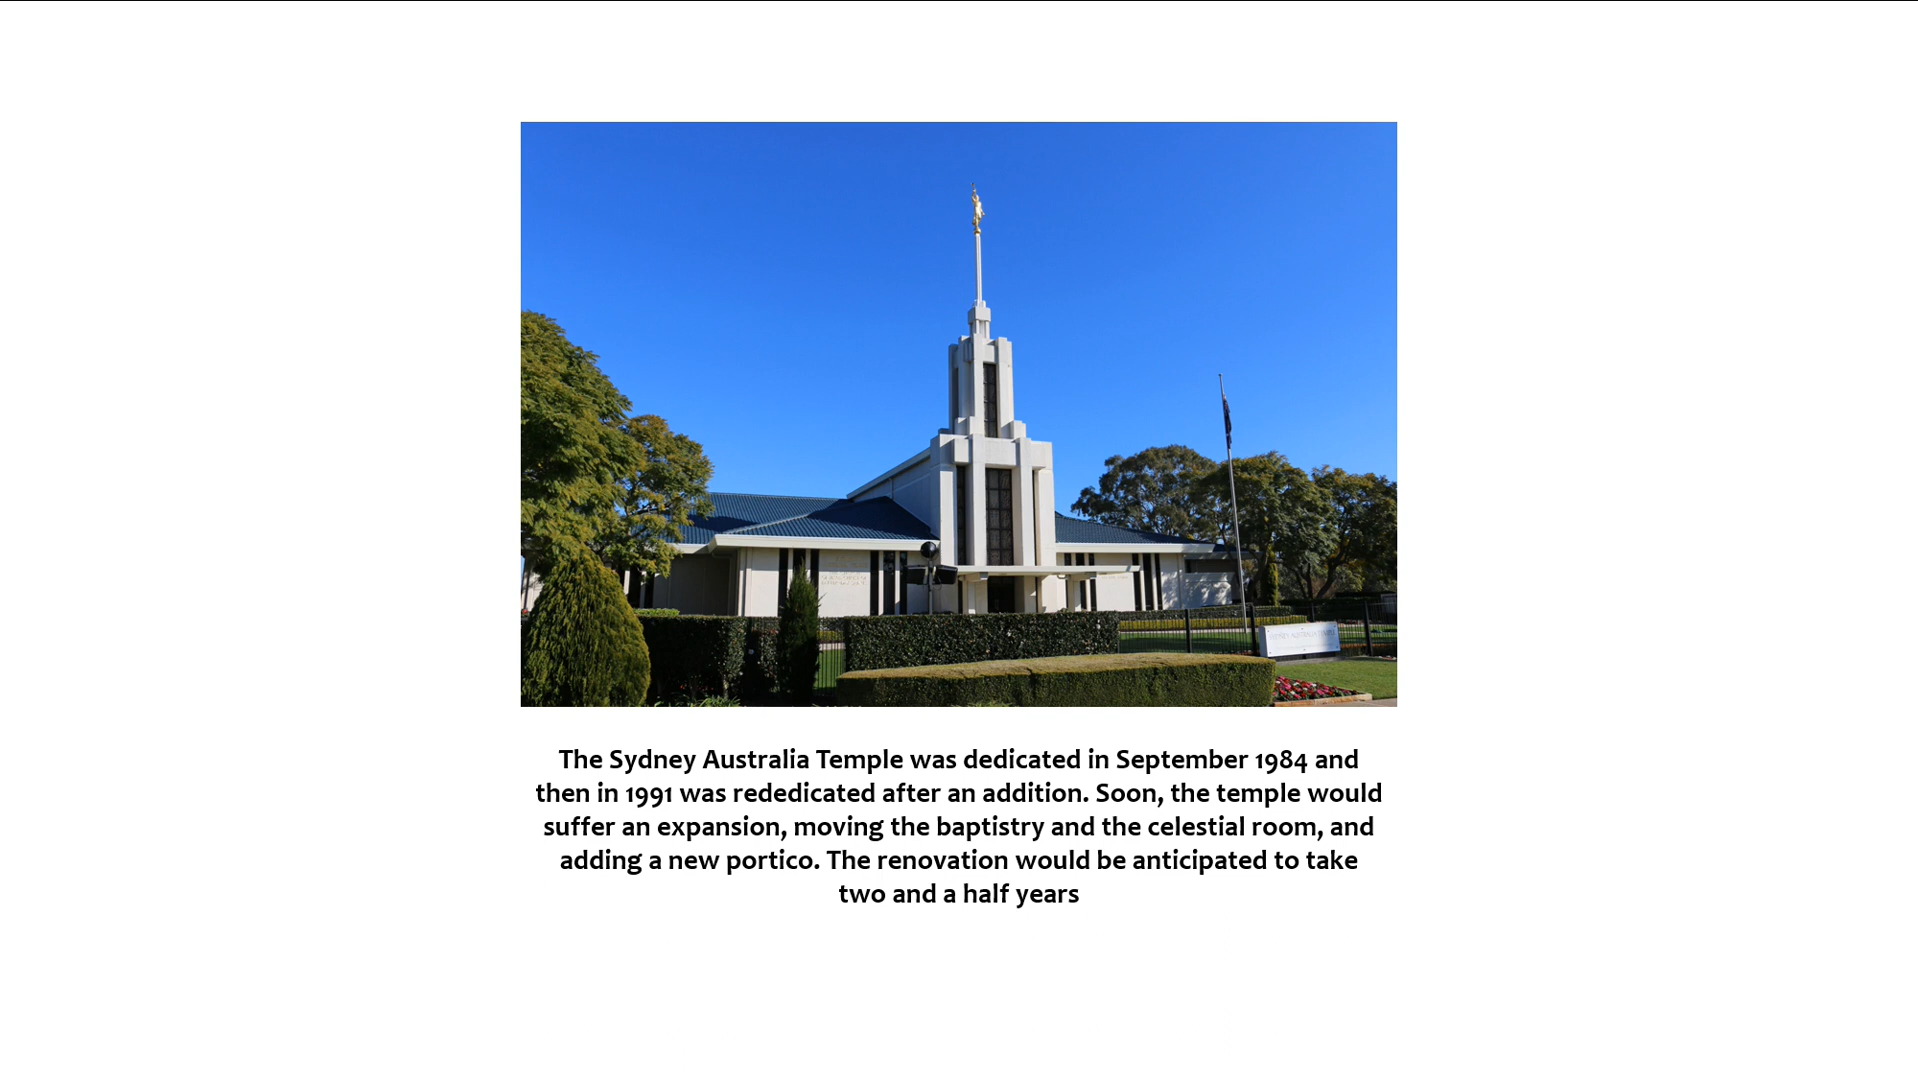 The Sydney Australia Temple was dedicated in September 1984 and
then in 1991 was rededicated after an addition. Soon, the temple would
suffer an expansion, moving the baptistry and the celestial room, and
adding a new portico. The renovation would be anticipated to take
two and a half years